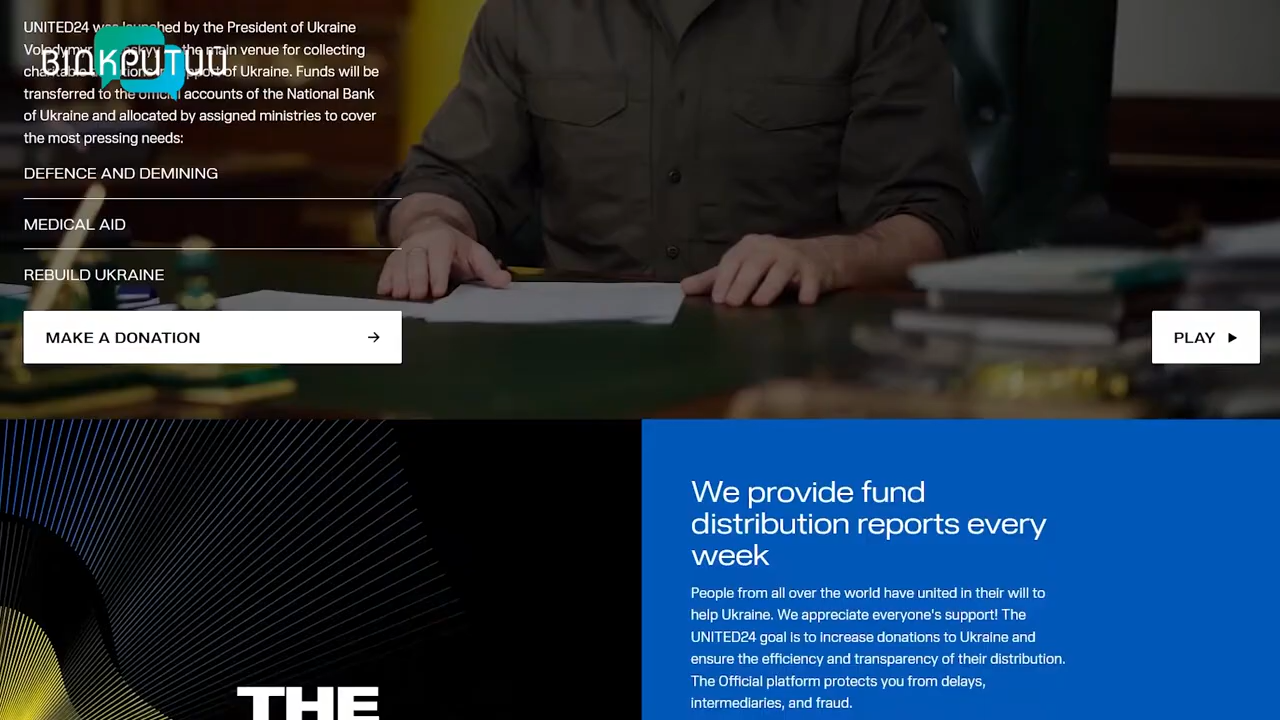 UNITED24 was launched by the President of Ukraine
Volodymyr the main venue for collecting
of Ukraine. Funds will be
transferred to the official accounts of the National Bank
of Ukraine and allocated by assigned ministries to cover
the most pressing needs:
DEFENCE AND DEMINING
MEDICAL AID
REBUILD UKRAINE
MAKE A DONATION
PLAY
We provide fund
distribution reports every
week
People from all over the world have united in their will to
help Ukraine. We appreciate everyone's support! The
UNITED24 goal is to increase donations to Ukraine and
ensure the efficiency and transparency of their distribution.
The Official platform protects you from delays,
intermediaries, and fraud.
THE